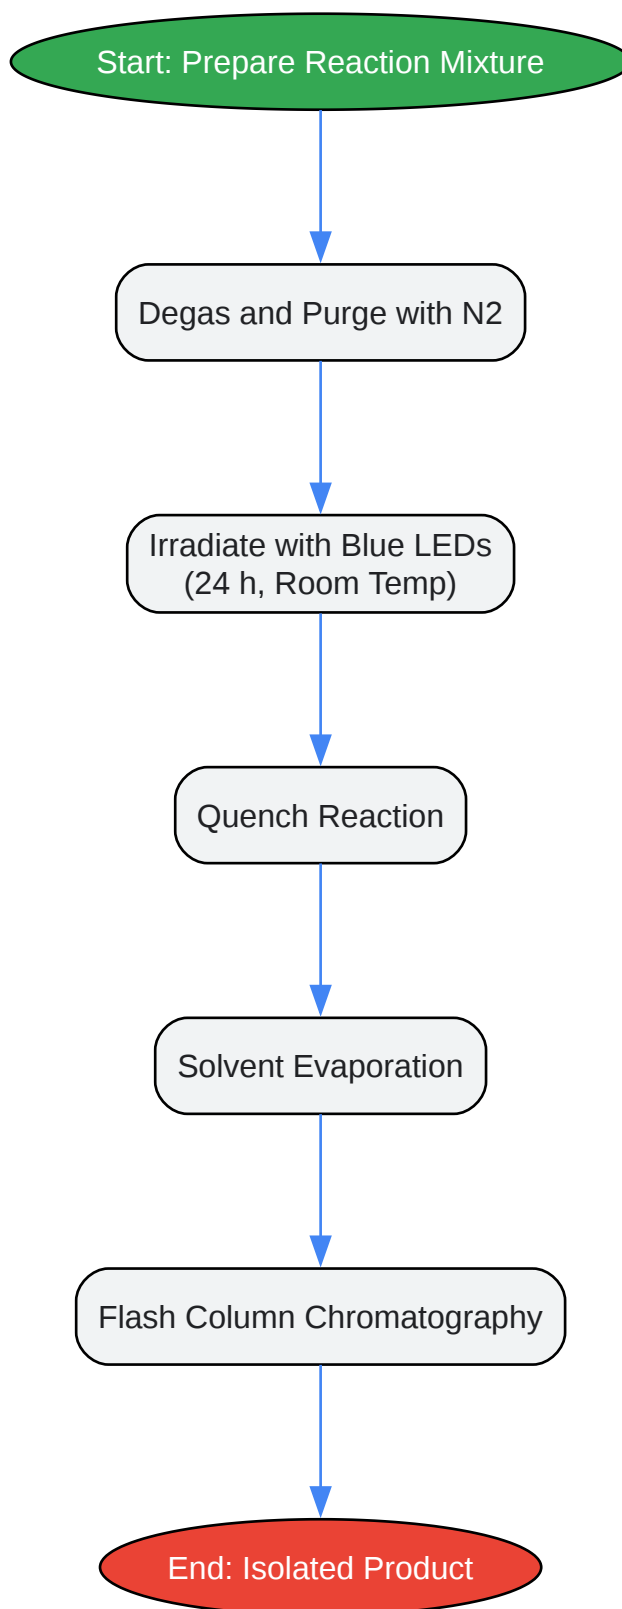 Start: Prepare Reaction Mixture
Degas and Purge with N2
Irradiate with Blue LEDs
(24 h, Room Temp)
Quench Reaction
Solvent Evaporation
Flash Column Chromatography
End: Isolated Product